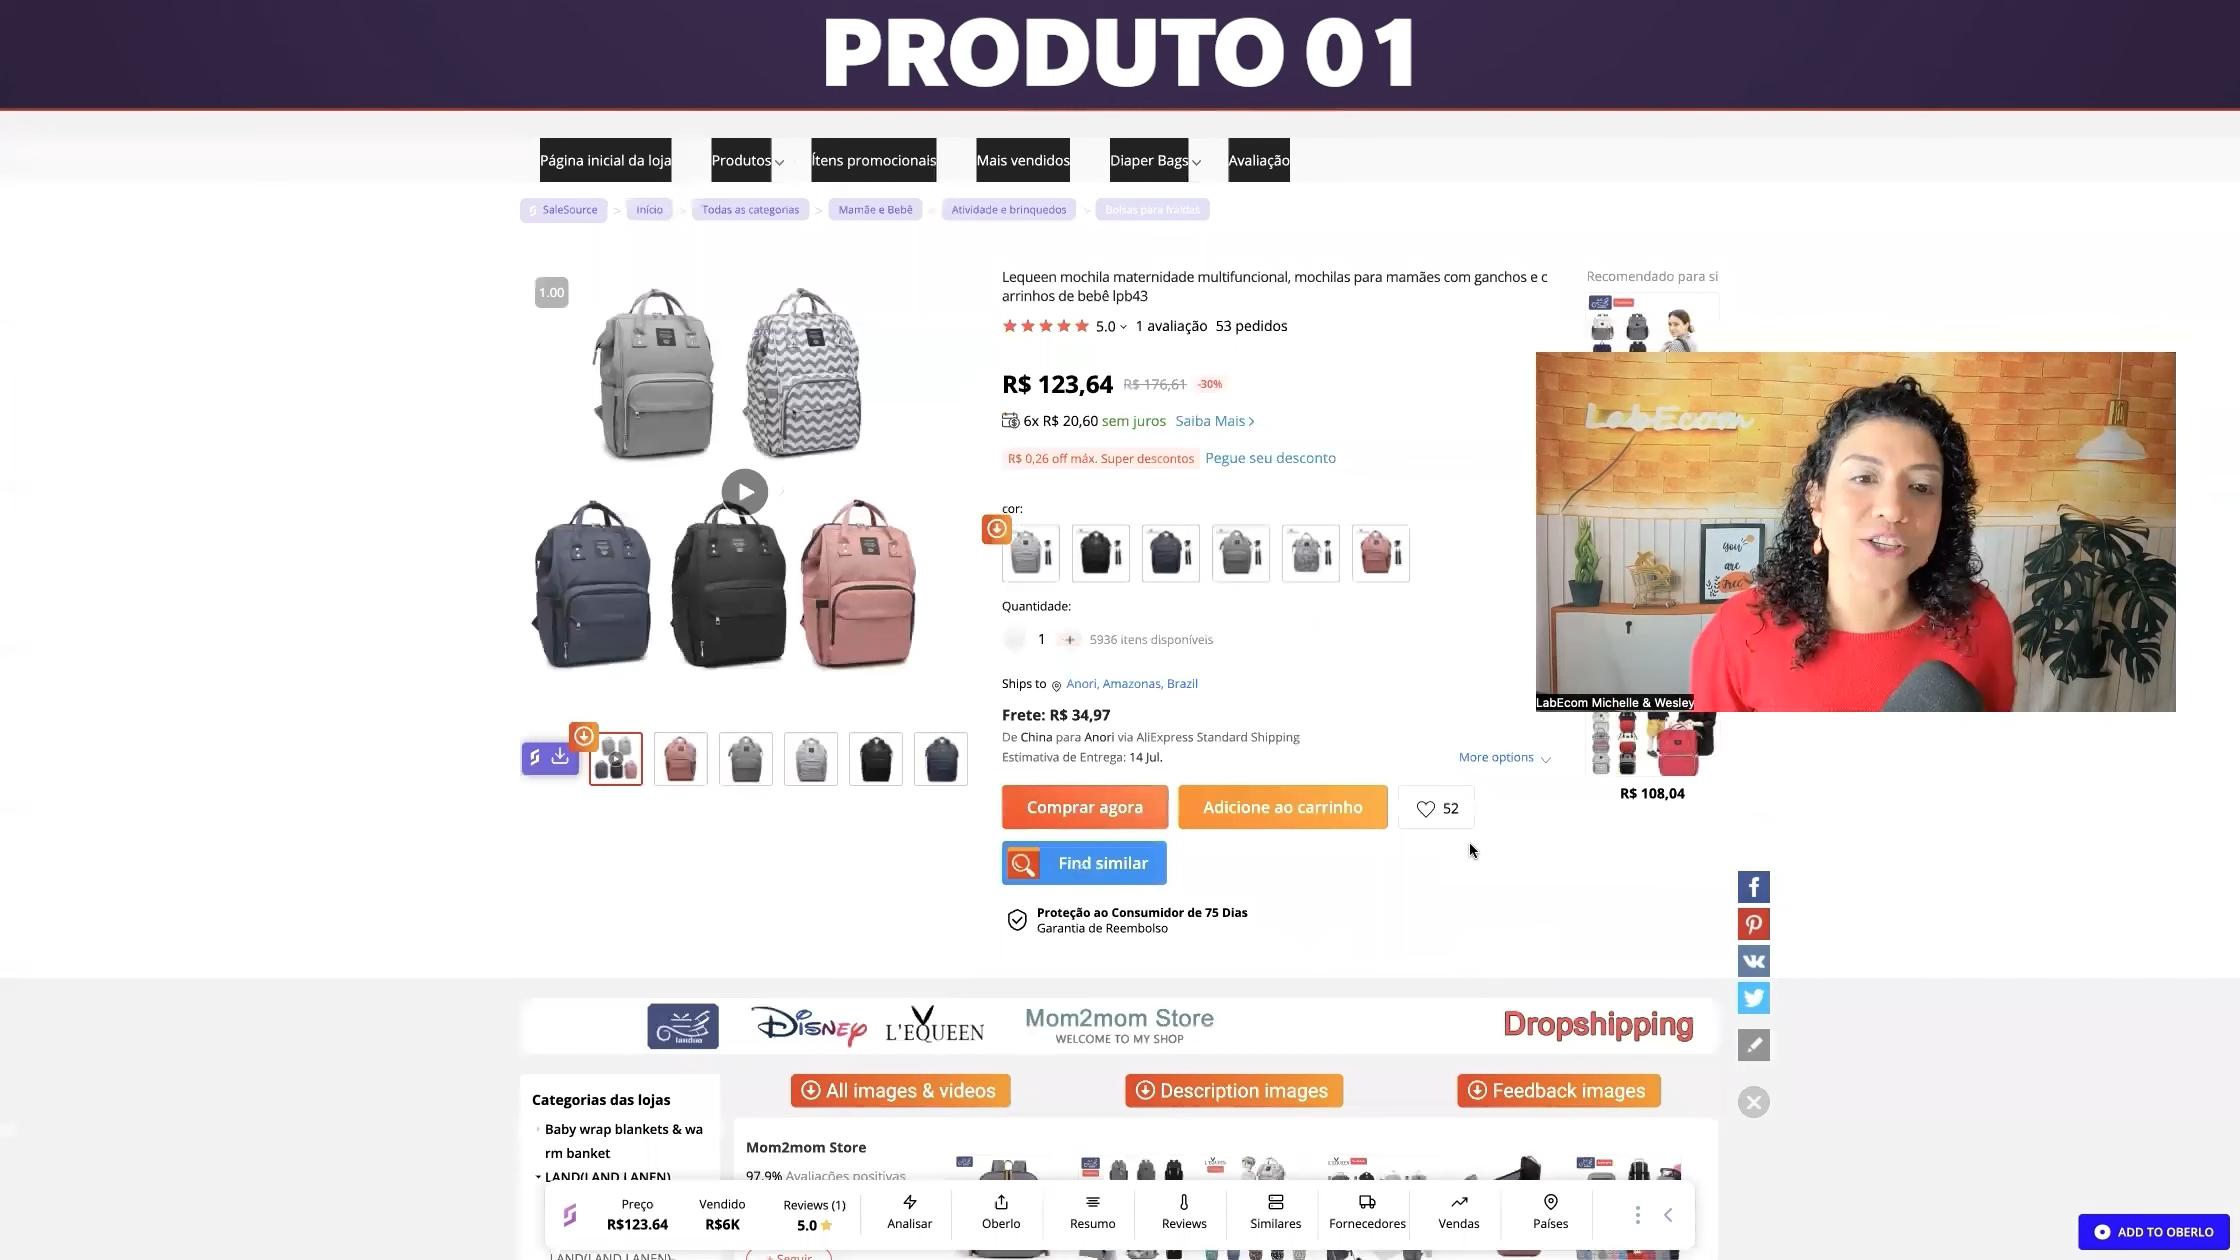 PRODUTO 01
Página inicial da loja
Produtos
Ítens promocionais
Mais vendidos
Diaper Bags
Avaliação
SaleSource > Início > Todas as categorias > Mamãe e Bebê > Atividade e brinquedos > Bolsas para fraldas
1.00
Lequeen mochila maternidade multifuncional, mochilas para mamães com ganchos e c
arrinhos de bebê lpb43
5.0 1 avaliação 53 pedidos
R$ 123,64 R$ 176,61 -30%
6x R$ 20,60 sem juros Saiba Mais >
R$ 0,26 off máx. Super descontos Pegue seu desconto
cor:
Quantidade:
1 + 5936 itens disponíveis
Ships to Anori, Amazonas, Brazil
Frete: R$ 34,97
De China para Anori via AliExpress Standard Shipping
Estimativa de Entrega: 14 Jul.
More options
Comprar agora
Adicione ao carrinho
52
Find similar
Proteção ao Consumidor de 75 Dias
Garantia de Reembolso
Recomendado para si
LabEcom
you
are
FREE
LabEcom Michelle & Wesley
R$ 108,04
landuo
Disney
L'EQUEEN
Mom2mom Store
WELCOME TO MY SHOP
Dropshipping
All images & videos
Description images
Feedback images
Categorias das lojas
Baby wrap blankets & wa
rm banket
LAND(LAND LANEN)
LAND(LAND LANEN)
Mom2mom Store
97.9% Avaliações positivas
+ Seguir
Preço
R$123.64
Vendido
R$6K
Reviews (1)
5.0
Analisar
Oberlo
Resumo
Reviews
Similares
Fornecedores
Vendas
Países
ADD TO OBERLO